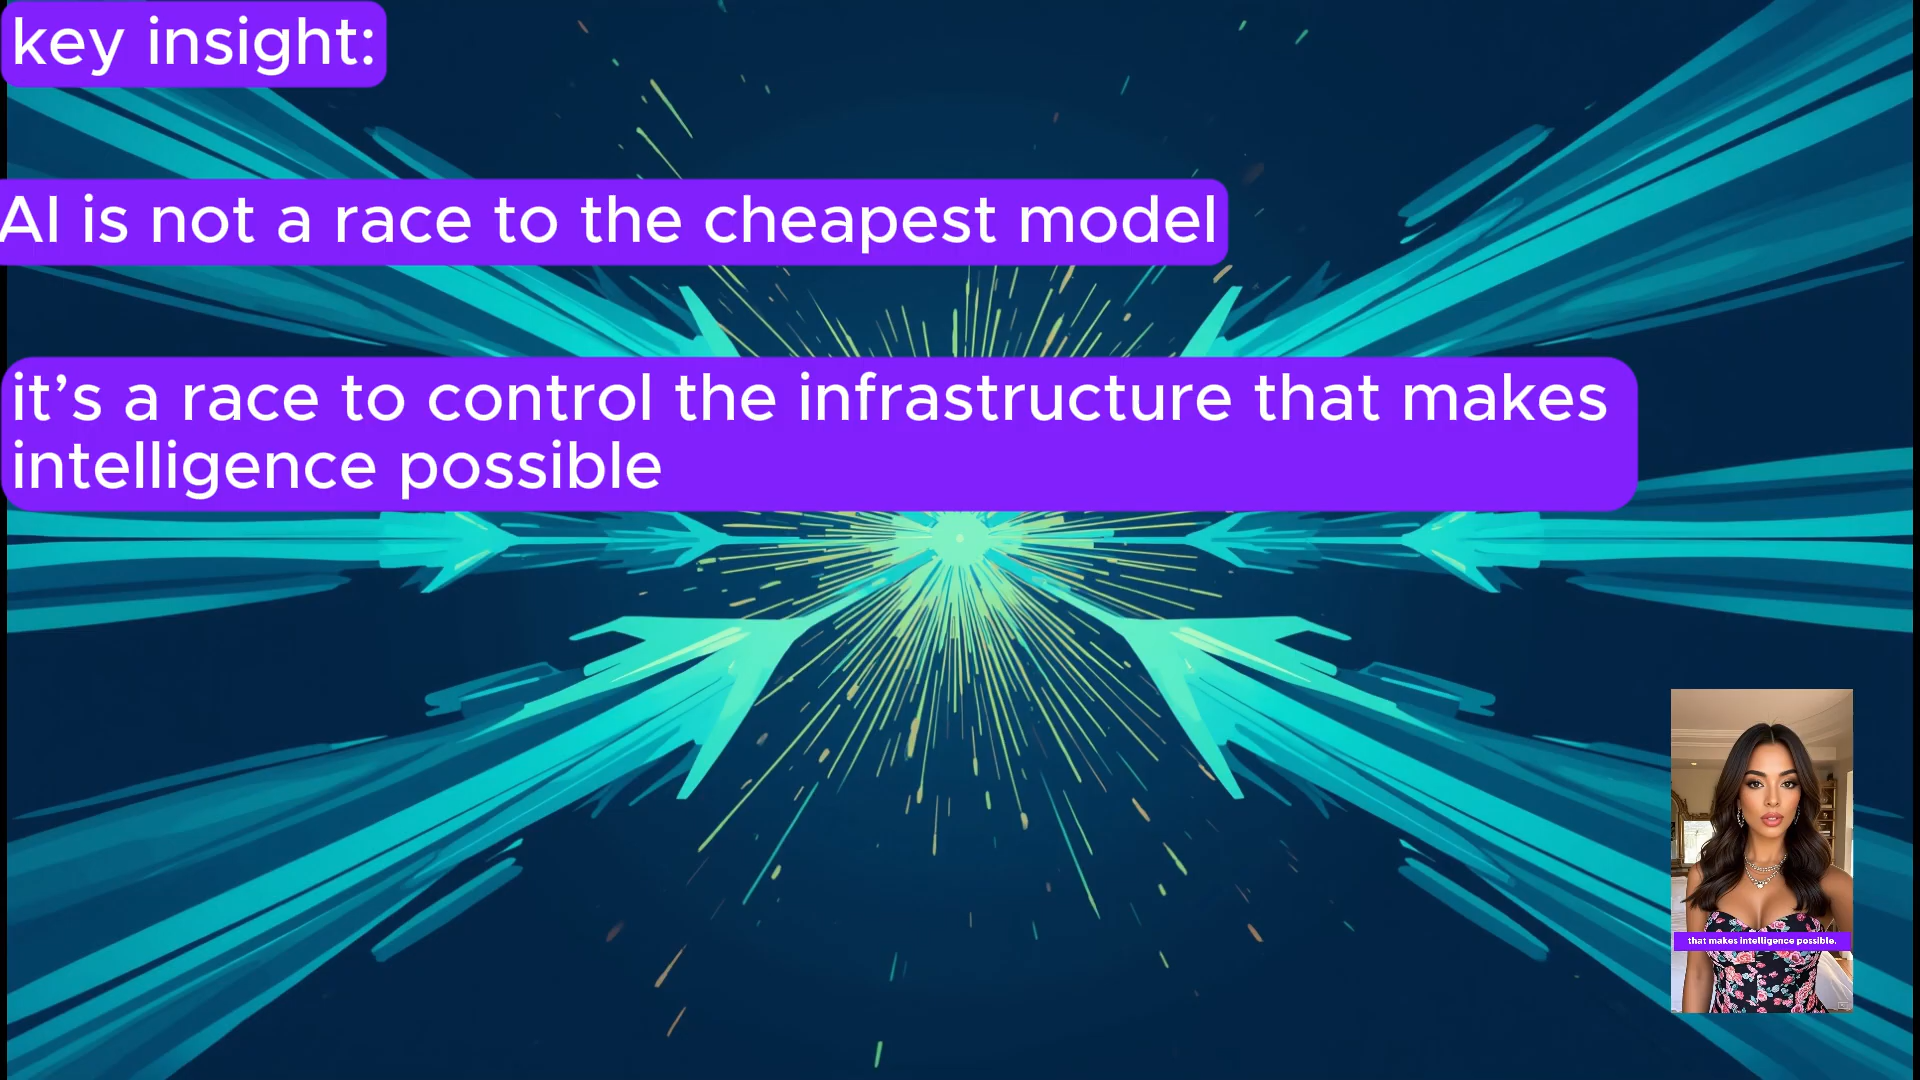 key insight:
AI is not a race to the cheapest model
it’s a race to control the infrastructure that makes
intelligence possible
that makes intelligence possible.